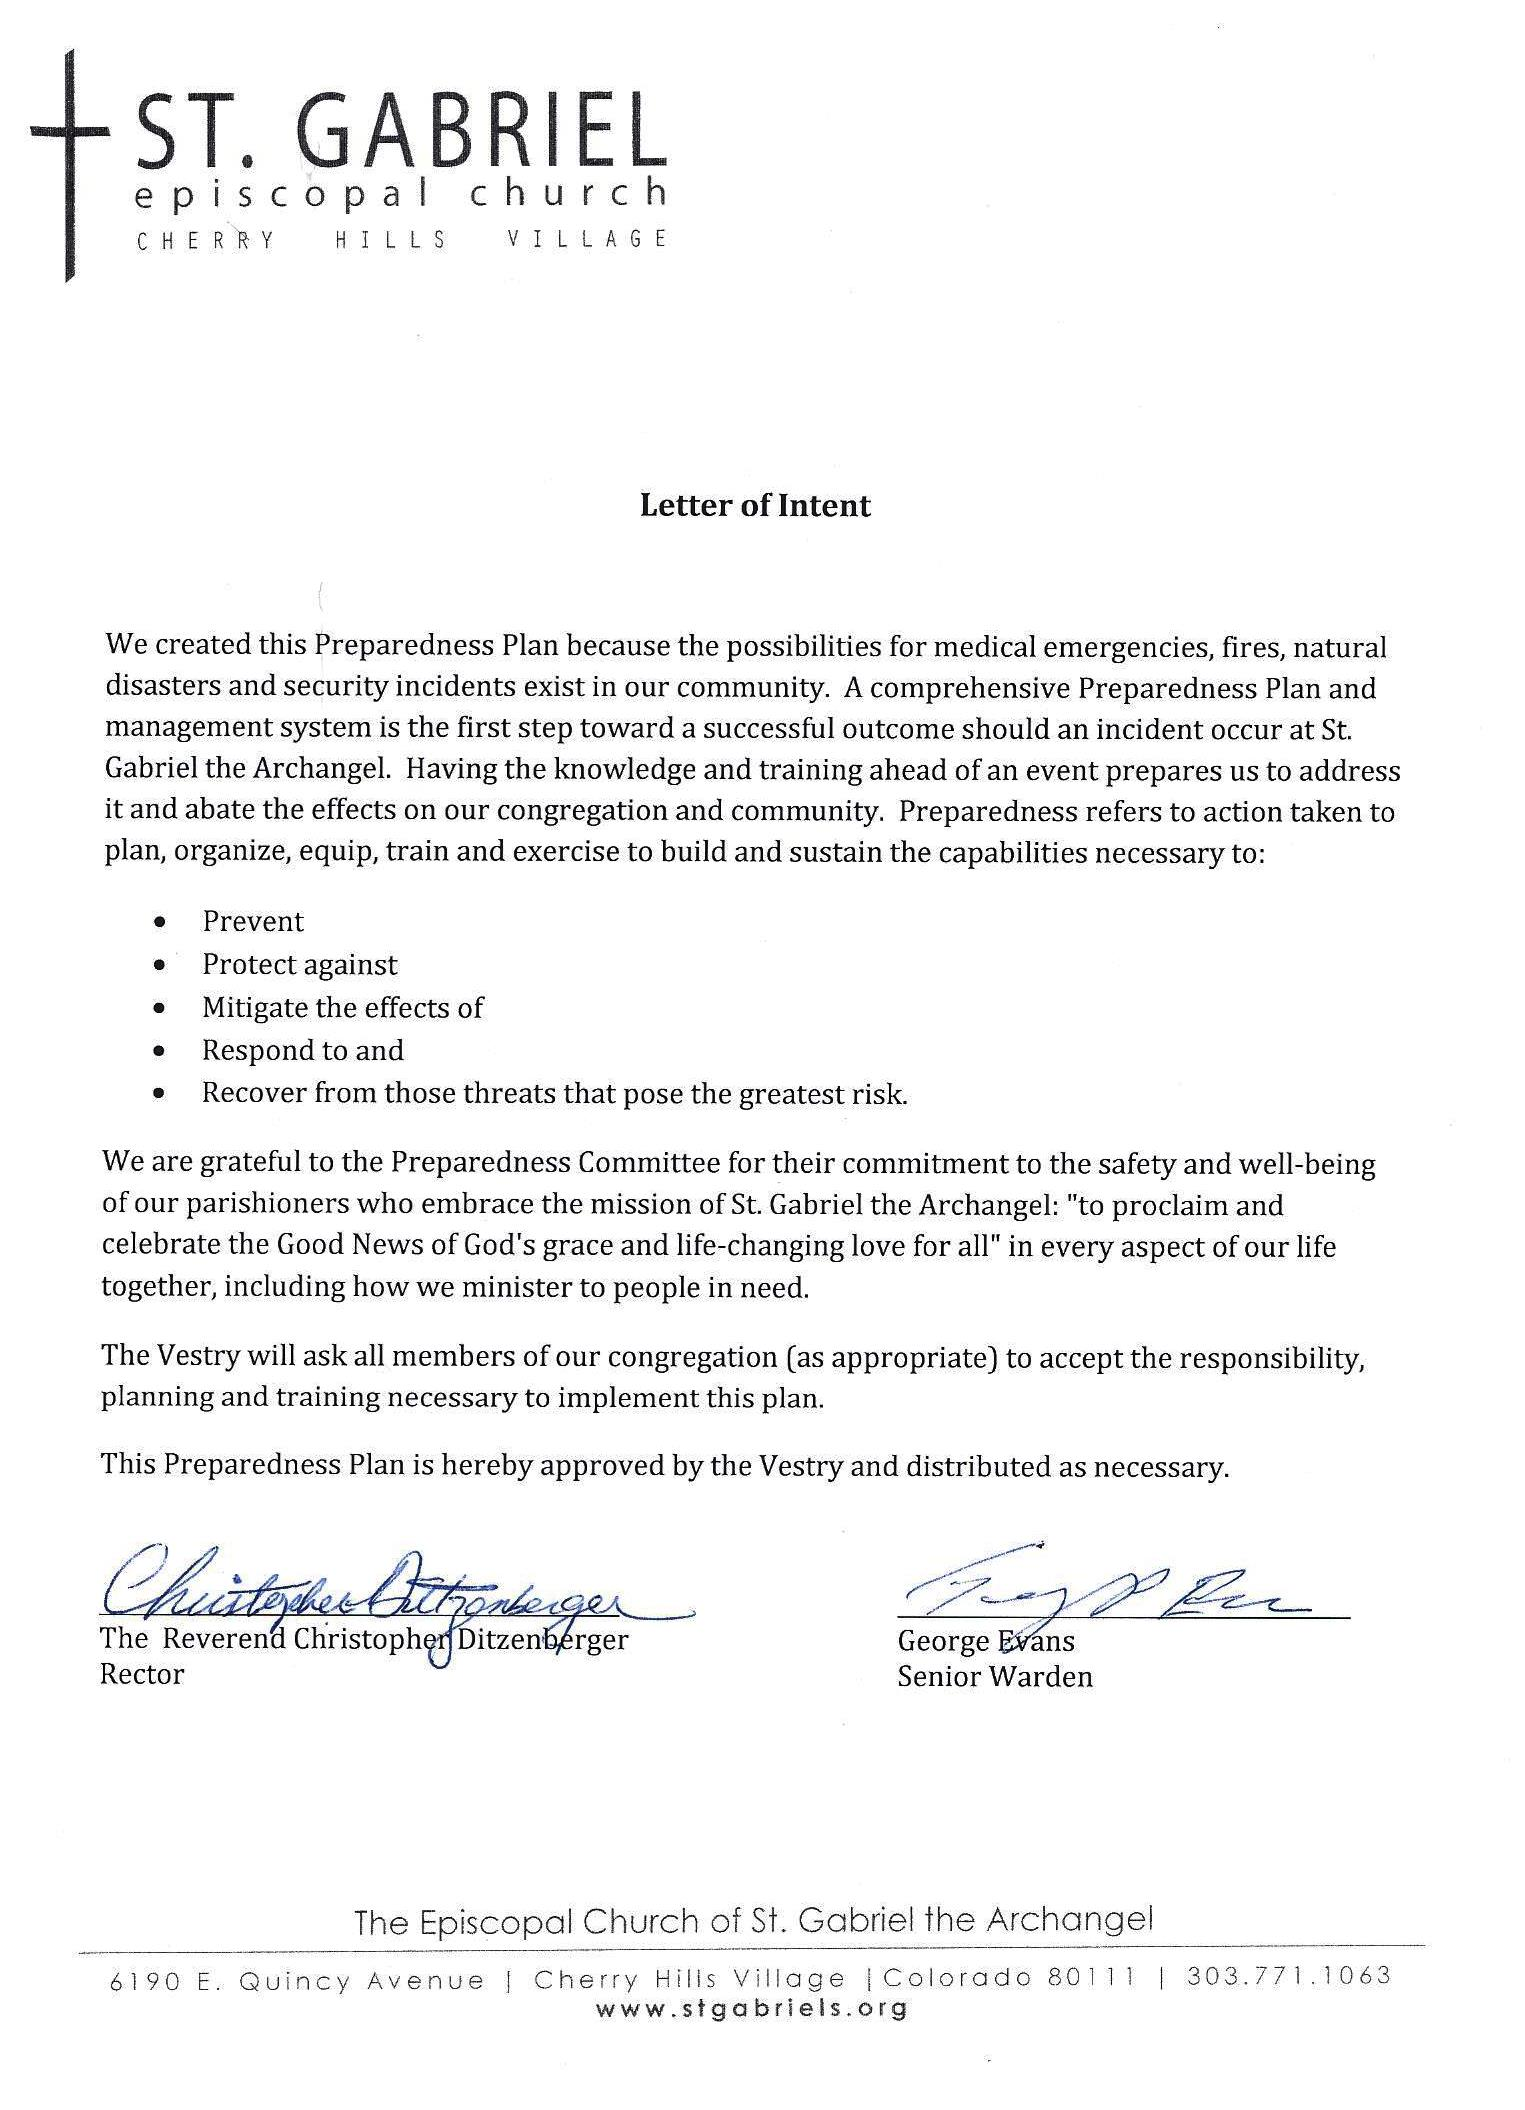 ST. GABRIEL
episcopal church
CHERRY HILLS VILLAGE
Letter of Intent
We created this Preparedness Plan because the possibilities for medical emergencies, fires, natural
disasters and security incidents exist in our community.  A comprehensive Preparedness Plan and
management system is the first step toward a successful outcome should an incident occur at St.
Gabriel the Archangel.  Having the knowledge and training ahead of an event prepares us to address
it and abate the effects on our congregation and community.  Preparedness refers to action taken to
plan, organize, equip, train and exercise to build and sustain the capabilities necessary to:
• Prevent
• Protect against
• Mitigate the effects of
• Respond to and
• Recover from those threats that pose the greatest risk.
We are grateful to the Preparedness Committee for their commitment to the safety and well-being
of our parishioners who embrace the mission of St. Gabriel the Archangel: "to proclaim and
celebrate the Good News of God's grace and life-changing love for all" in every aspect of our life
together, including how we minister to people in need.
The Vestry will ask all members of our congregation (as appropriate) to accept the responsibility,
planning and training necessary to implement this plan.
This Preparedness Plan is hereby approved by the Vestry and distributed as necessary.
Christopher Ditzenberger
The Reverend Christopher Ditzenberger
Rector
George Evans
Senior Warden
The Episcopal Church of St. Gabriel the Archangel
6190 E. Quincy Avenue | Cherry Hills Village | Colorado 80111 | 303.771.1063
www.stgabriels.org